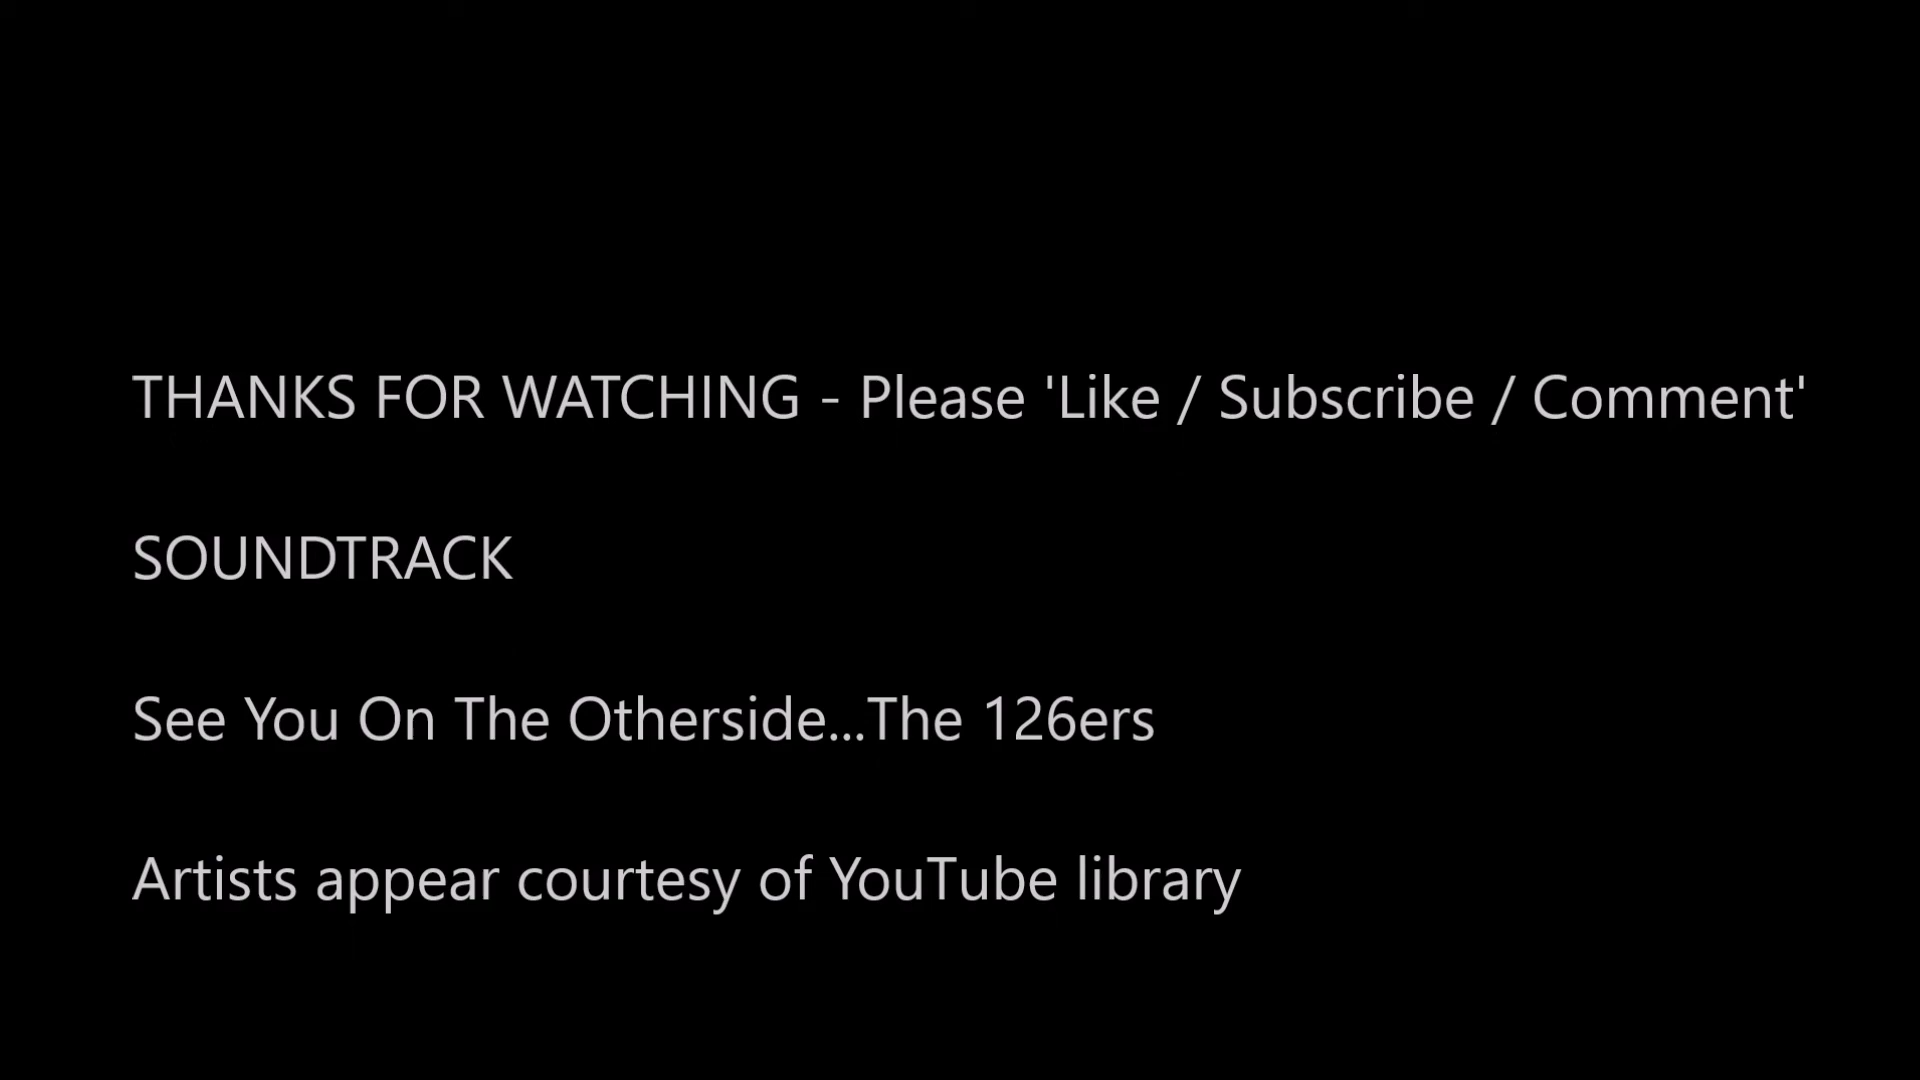 THANKS FOR WATCHING - Please 'Like / Subscribe / Comment'
SOUNDTRACK
See You On The Otherside...The 126ers
Artists appear courtesy of YouTube library